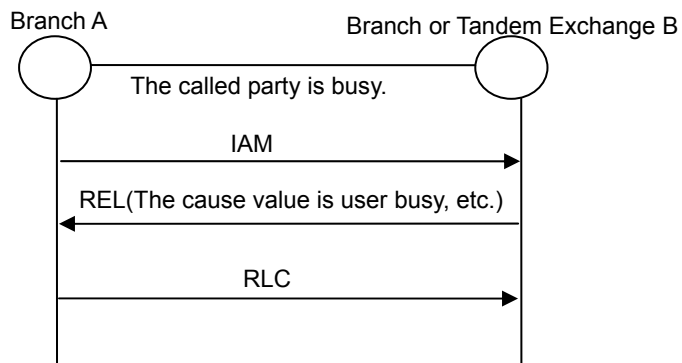 Branch A
Branch or Tandem Exchange B
The called party is busy.
IAM
REL(The cause value is user busy, etc.)
RLC